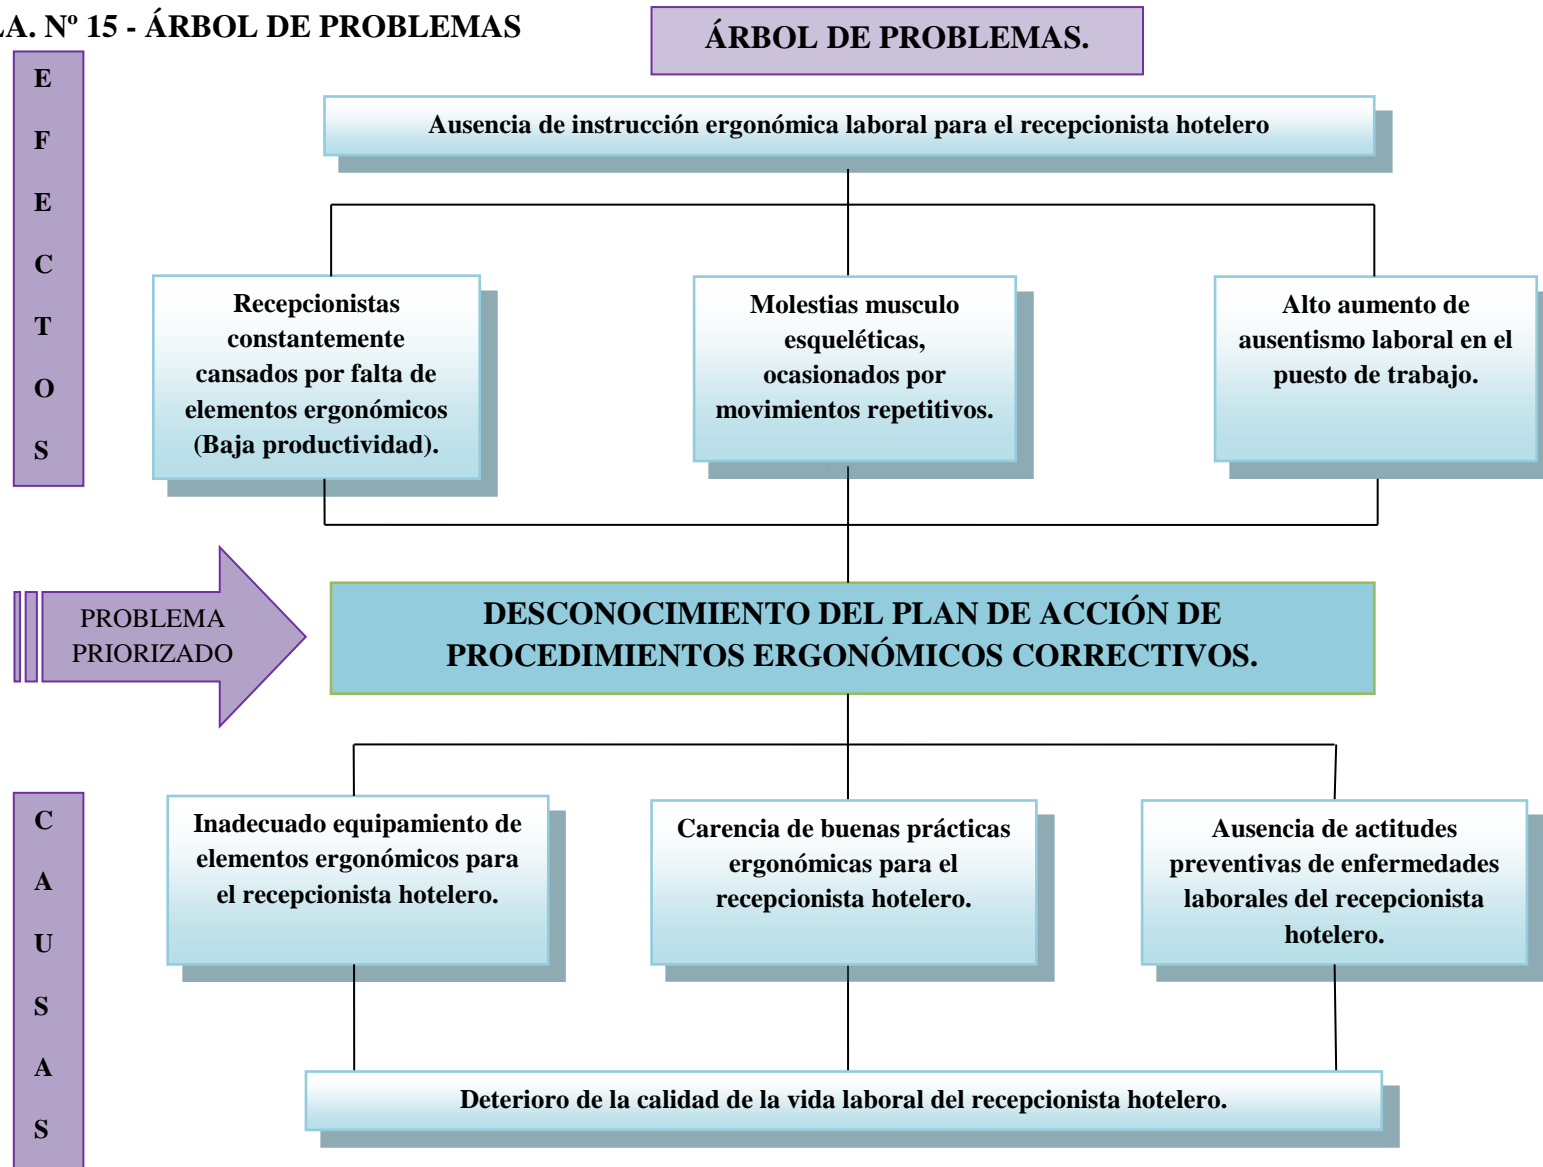 Nº 15 - ÁRBOL DE PROBLEMAS
ÁRBOL DE PROBLEMAS.
E
F
E
C
T
O
S
Ausencia de instrucción ergonómica laboral para el recepcionista hotelero
Recepcionistas
constantemente
cansados por falta de
elementos ergonómicos
(Baja productividad).
Molestias musculo
esqueléticas,
ocasionados por
movimientos repetitivos.
Alto aumento de
ausentismo laboral en el
puesto de trabajo.
PROBLEMA
PRIORIZADO
DESCONOCIMIENTO DEL PLAN DE ACCIÓN DE
PROCEDIMIENTOS ERGONÓMICOS CORRECTIVOS.
C
A
U
S
A
S
Inadecuado equipamiento de
elementos ergonómicos para
el recepcionista hotelero.
Carencia de buenas prácticas
ergonómicas para el
recepcionista hotelero.
Ausencia de actitudes
preventivas de enfermedades
laborales del recepcionista
hotelero.
Deterioro de la calidad de la vida laboral del recepcionista hotelero.